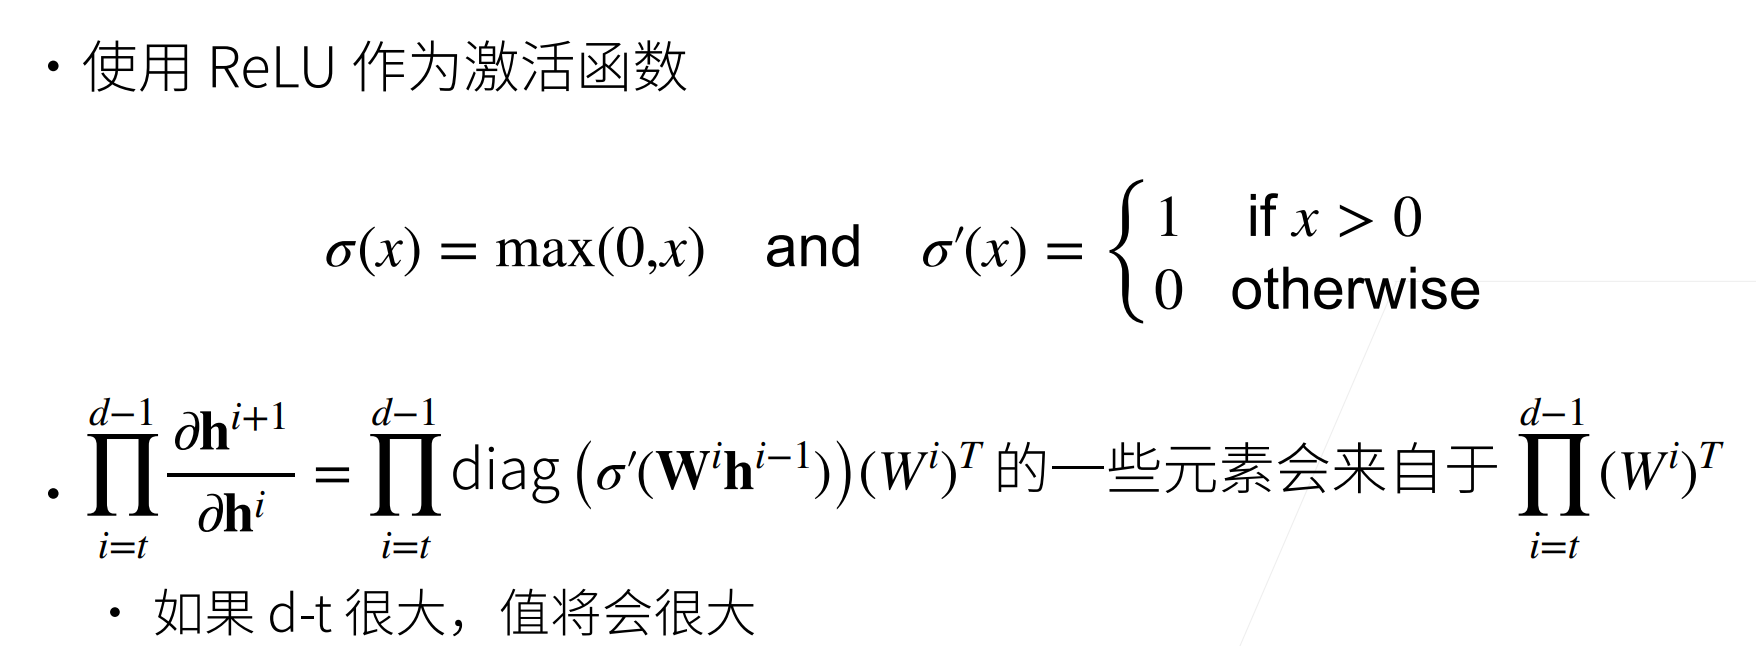 • 使用 ReLU 作为激活函数
σ(x) = max(0,x) and σ′(x) = { 1 if x > 0
0 otherwise
• ∏_{i=t}^{d−1} ∂𝐡^{i+1}/∂𝐡^{i} = ∏_{i=t}^{d−1} diag (σ′(𝐖^{i}𝐡^{i−1}))(W^{i})^{T} 的一些元素会来自于 ∏_{i=t}^{d−1} (W^{i})^{T}
• 如果 d-t 很大，值将会很大